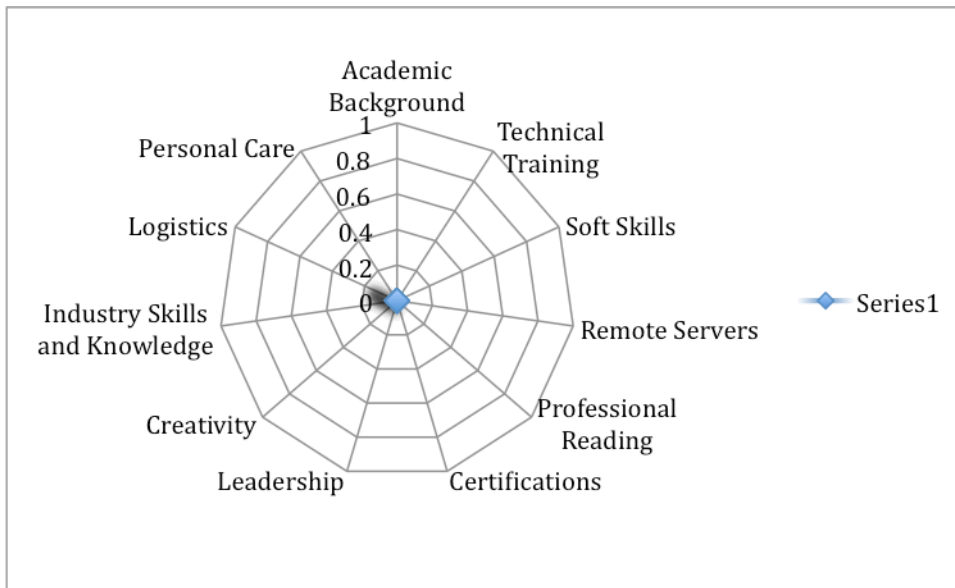 Academic
Background
Technical
Training
Soft Skills
Remote Servers
Professional
Reading
Certifications
Leadership
Creativity
Industry Skills
and Knowledge
Logistics
Personal Care
1
0.8
0.6
0.4
0.2
0
Series1